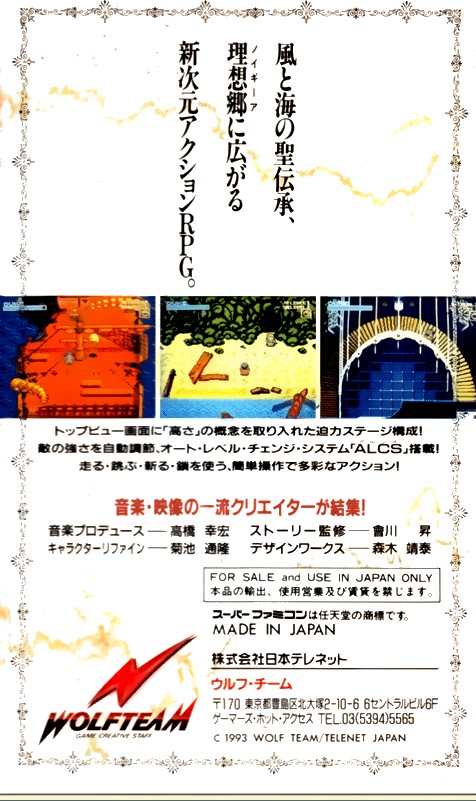 風と海の聖伝承、
理想郷に広がる
ノイギーア
新次元アクションRPG。
トップビュー画面に「高さ」の概念を取り入れた迫力ステージ構成!
敵の強さを自動調節、オート・レベル・チェンジ・システム「ALCS」搭載!
走る・跳ぶ・斬る・鎖を使う、簡単操作で多彩なアクション!
音楽・映像の一流クリエイターが結集!
音楽プロデュース——高橋 幸宏 ストーリー監修——會川 昇
キャラクターリファイン——菊池 通隆 デザインワークス——森木 靖泰
FOR SALE and USE IN JAPAN ONLY
本品の輸出、使用営業及び賃貸を禁じます。
スーパーファミコンは任天堂の商標です。
MADE IN JAPAN
株式会社日本テレネット
ウルフ・チーム
〒170 東京都豊島区北大塚2-10-6 6セントラルビル6F
ゲーマーズ・ホット・アクセス TEL.03(5394)5565
C 1993 WOLF TEAM/TELENET JAPAN
WOLFTEAM
GAME CREATIVE STAFF